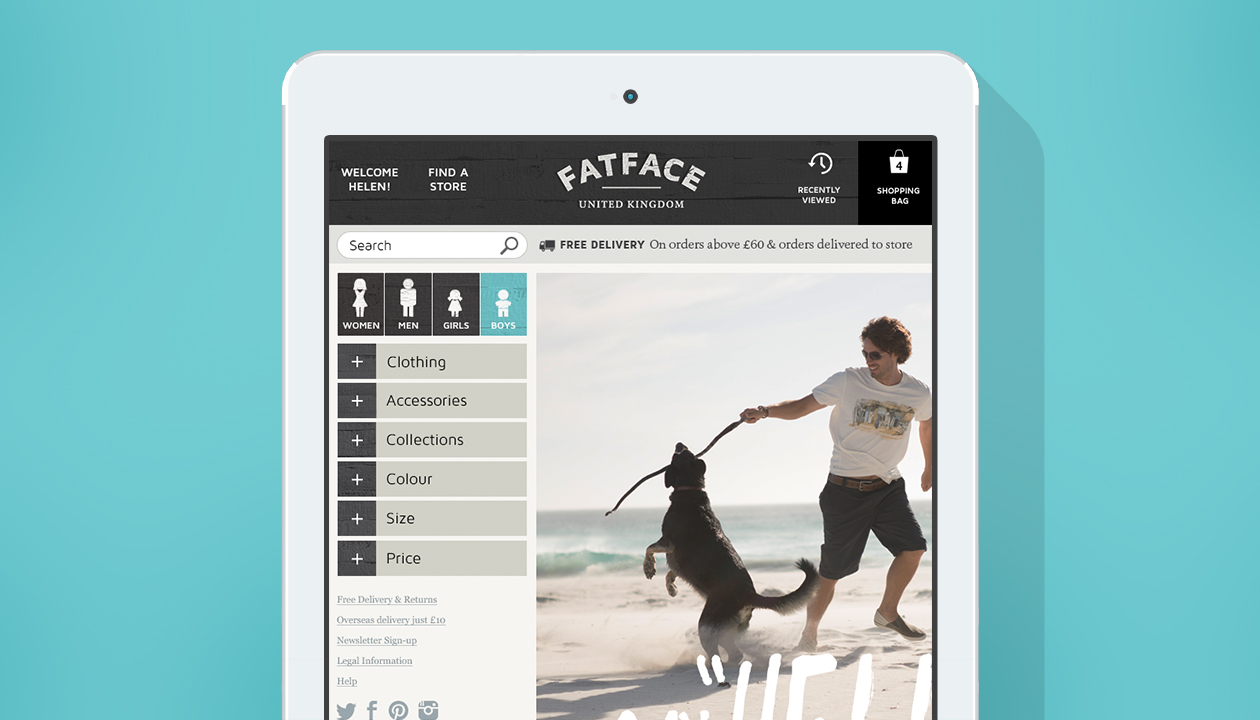 WELCOME
HELEN!
FIND A
STORE
FATFACE
UNITED KINGDOM
RECENTLY
VIEWED
4
SHOPPING
BAG
Search
FREE DELIVERY On orders above £60 & orders delivered to store
WOMEN
MEN
GIRLS
BOYS
+ Clothing
+ Accessories
+ Collections
+ Colour
+ Size
+ Price
Free Delivery & Returns
Overseas delivery just £10
Newsletter Sign-up
Legal Information
Help